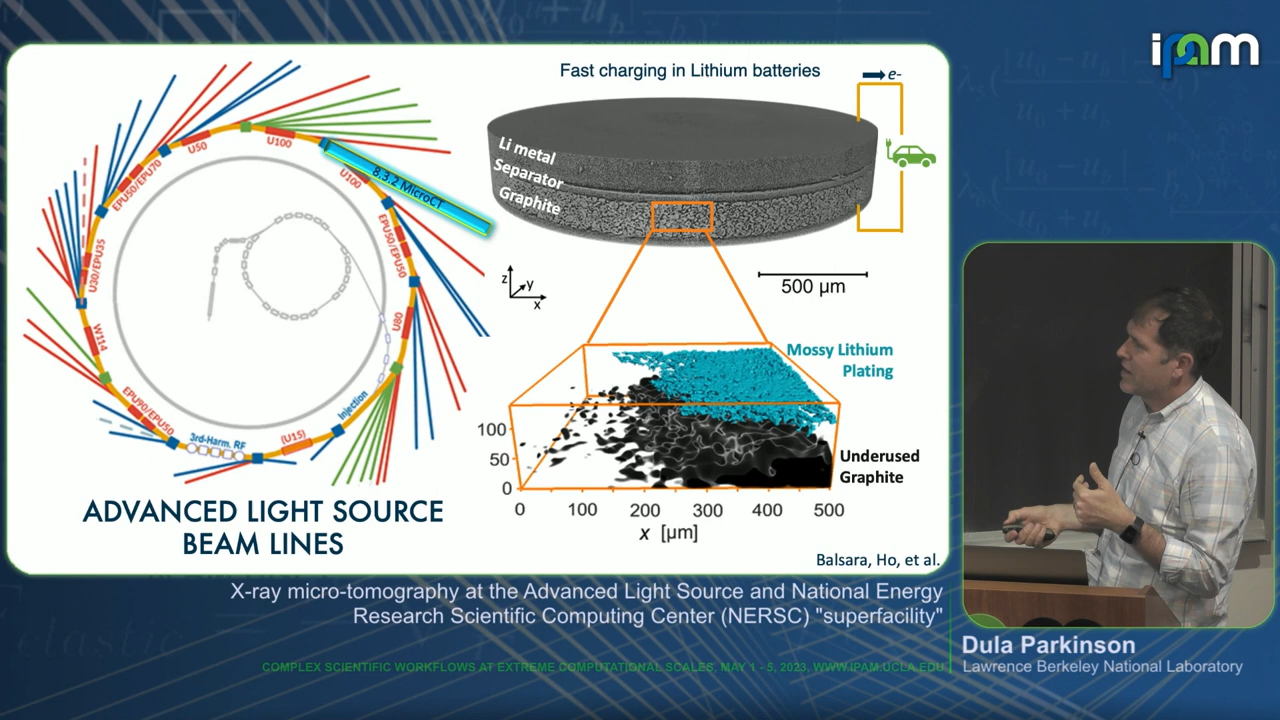 ipam
Fast charging in Lithium batteries
e-
Li metal
Separator
Graphite
z
y
x
500 µm
Mossy Lithium
Plating
Underused
Graphite
100
50
0
0 100 200 300 400 500
x [µm]
Balsara, Ho, et al.
U50
U100
8.3.2 MicroCT
U100
EPU50/EPU70
EPU50/EPU50
U30/EPU35
U80
W114
EPU90/EPU50
3rd-Harm. RF
(U15)
Injection
ADVANCED LIGHT SOURCE
BEAM LINES
X-ray micro-tomography at the Advanced Light Source and National Energy
Research Scientific Computing Center (NERSC) "superfacility"
COMPLEX SCIENTIFIC WORKFLOWS AT EXTREME COMPUTATIONAL SCALES, MAY 1 - 5, 2023, WWW.IPAM.UCLA.EDU
Dula Parkinson
Lawrence Berkeley National Laboratory